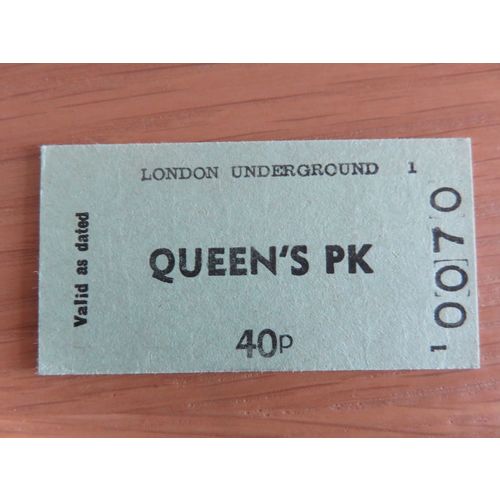 LONDON UNDERGROUND 1
Valid as dated
QUEEN'S PK
40p
1 0070